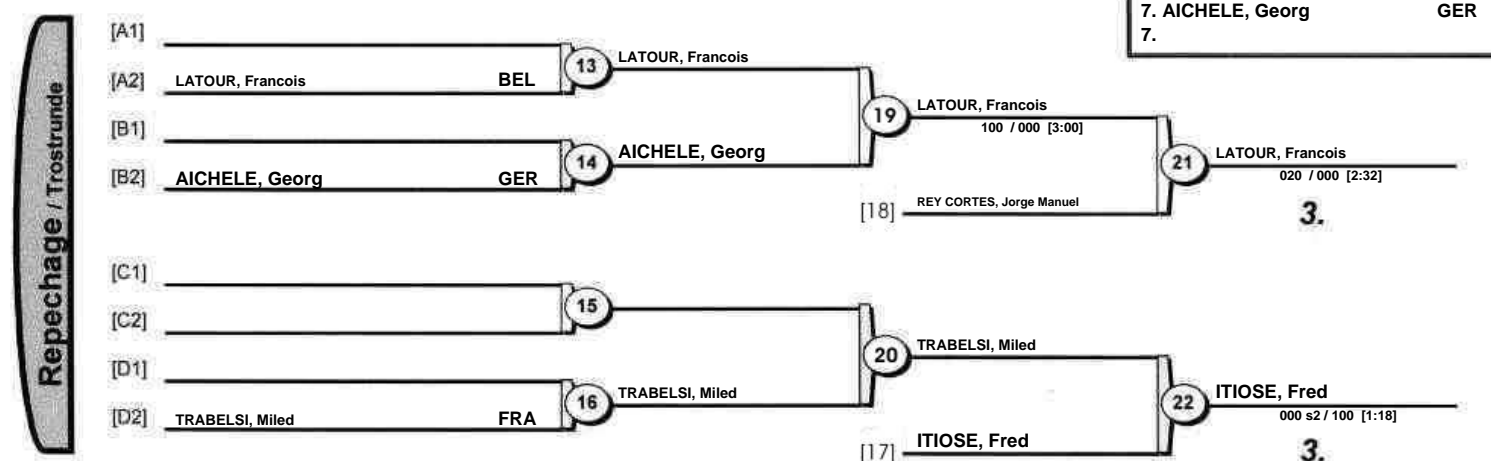 7. AICHELE, Georg GER
7.
Repechage / Trostrunde
[A1]
[A2] LATOUR, Francois BEL
13 LATOUR, Francois
[B1]
[B2] AICHELE, Georg GER
14 AICHELE, Georg
19 LATOUR, Francois
100 / 000 [3:00]
[18] REY CORTES, Jorge Manuel
21 LATOUR, Francois
020 / 000 [2:32]
3.
[C1]
[C2]
15
[D1]
[D2] TRABELSI, Miled FRA
16 TRABELSI, Miled
20 TRABELSI, Miled
[17] ITIOSE, Fred
22 ITIOSE, Fred
000 s2 / 100 [1:18]
3.